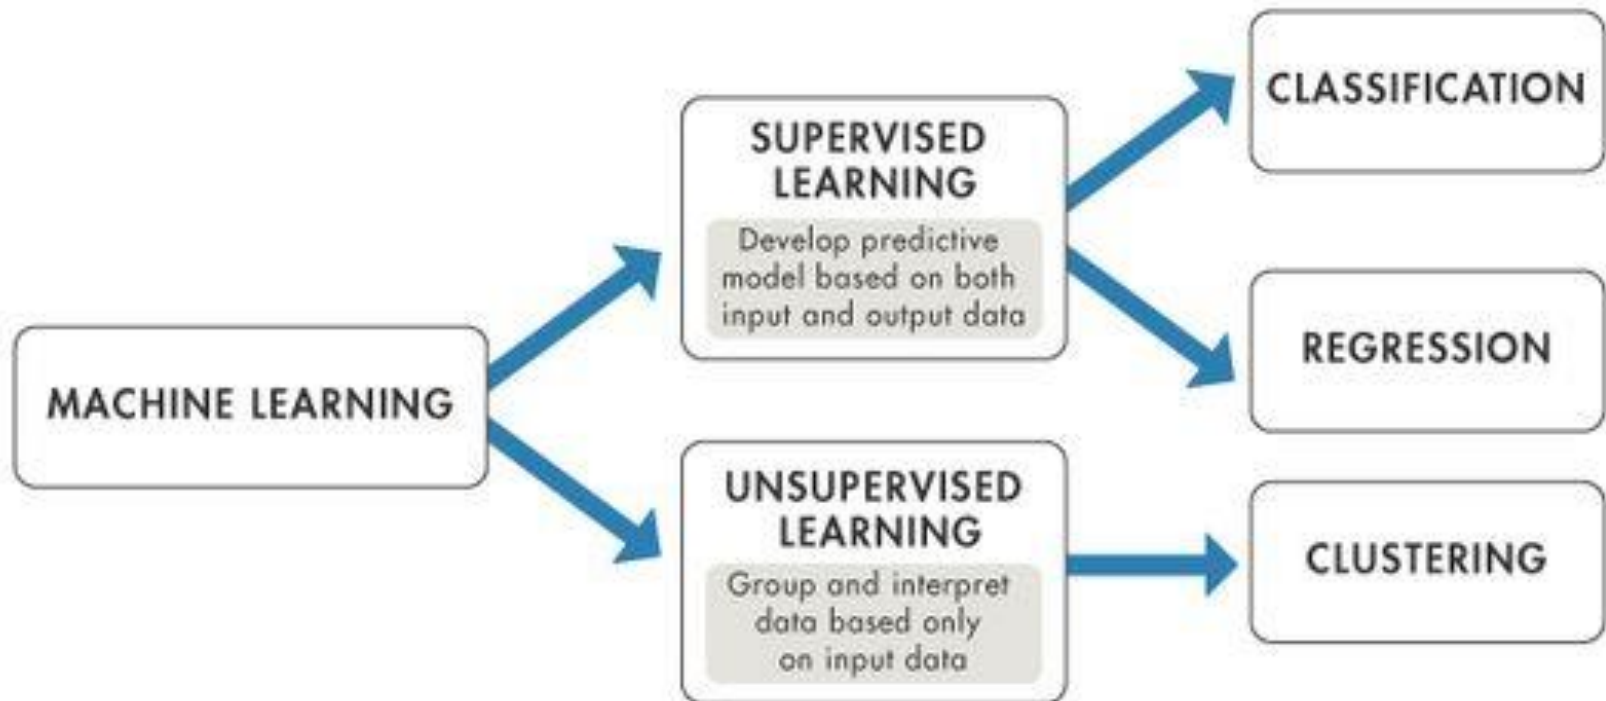 MACHINE LEARNING
SUPERVISED
LEARNING
Develop predictive
model based on both
input and output data
UNSUPERVISED
LEARNING
Group and interpret
data based only
on input data
CLASSIFICATION
REGRESSION
CLUSTERING